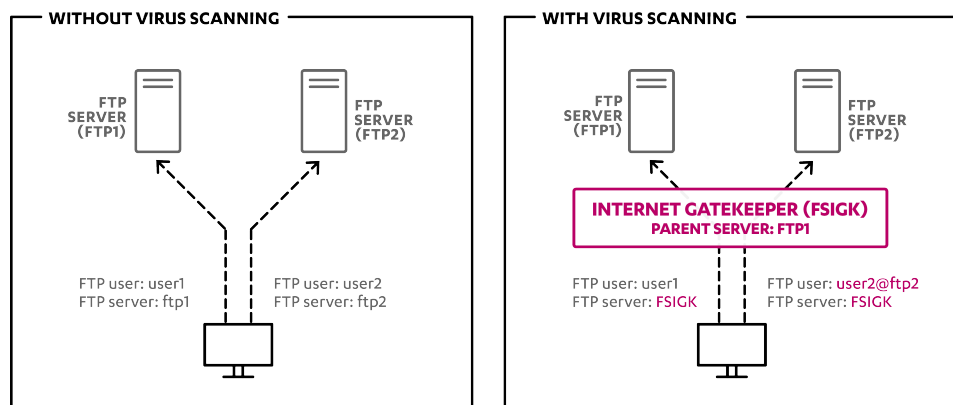 WITHOUT VIRUS SCANNING
FTP
SERVER
(FTP1)
FTP
SERVER
(FTP2)
FTP user: user1
FTP server: ftp1
FTP user: user2
FTP server: ftp2
WITH VIRUS SCANNING
FTP
SERVER
(FTP1)
FTP
SERVER
(FTP2)
INTERNET GATEKEEPER (FSIGK)
PARENT SERVER: FTP1
FTP user: user1
FTP server: FSIGK
FTP user: user2@ftp2
FTP server: FSIGK